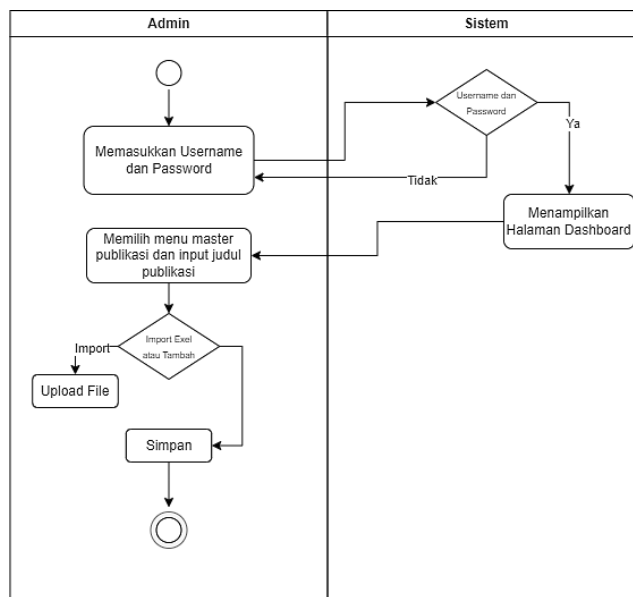 Admin
Sistem
Username dan
Password
Memasukkan Username
dan Password
Ya
Tidak
Menampilkan
Halaman Dashboard
Memilih menu master
publikasi dan input judul
publikasi
Import Exel
atau Tambah
Import
Upload File
Simpan